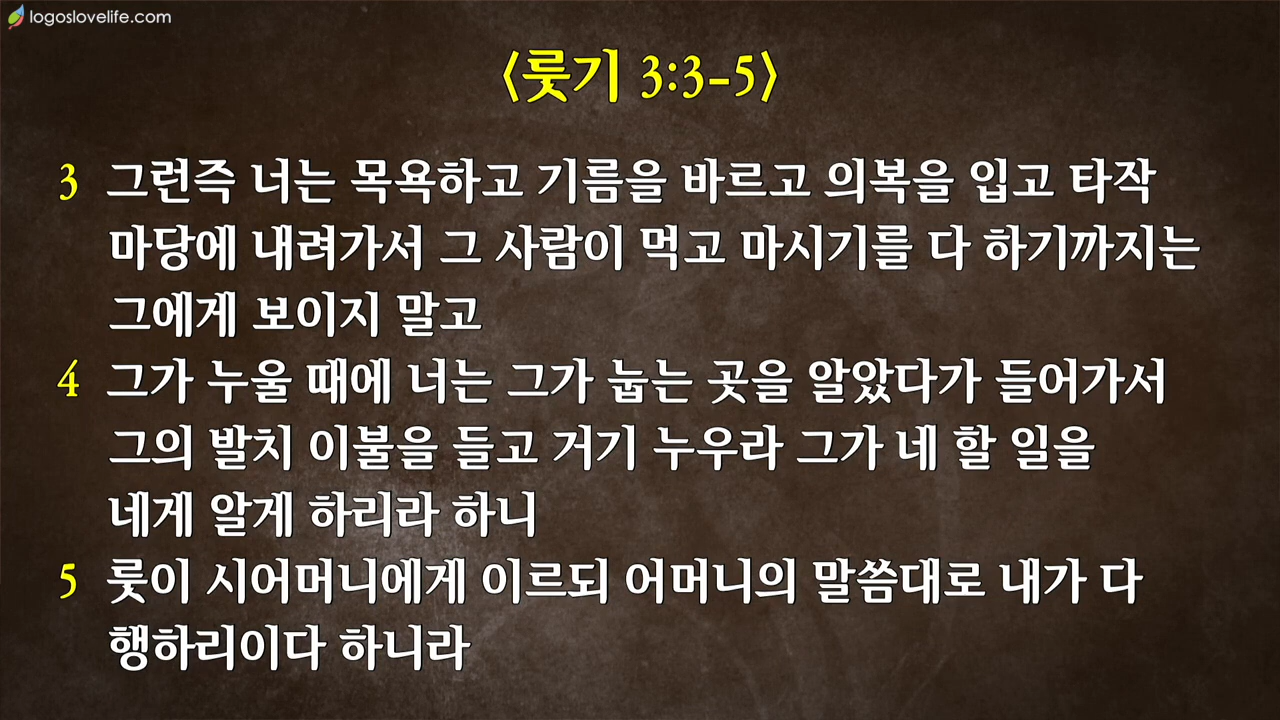 logoslovelife.com
<룻기 3:3-5>
3 그런즉 너는 목욕하고 기름을 바르고 의복을 입고 타작
마당에 내려가서 그 사람이 먹고 마시기를 다 하기까지는
그에게 보이지 말고
4 그가 누울 때에 너는 그가 눕는 곳을 알았다가 들어가서
그의 발치 이불을 들고 거기 누우라 그가 네 할 일을
네게 알게 하리라 하니
5 룻이 시어머니에게 이르되 어머니의 말씀대로 내가 다
행하리이다 하니라